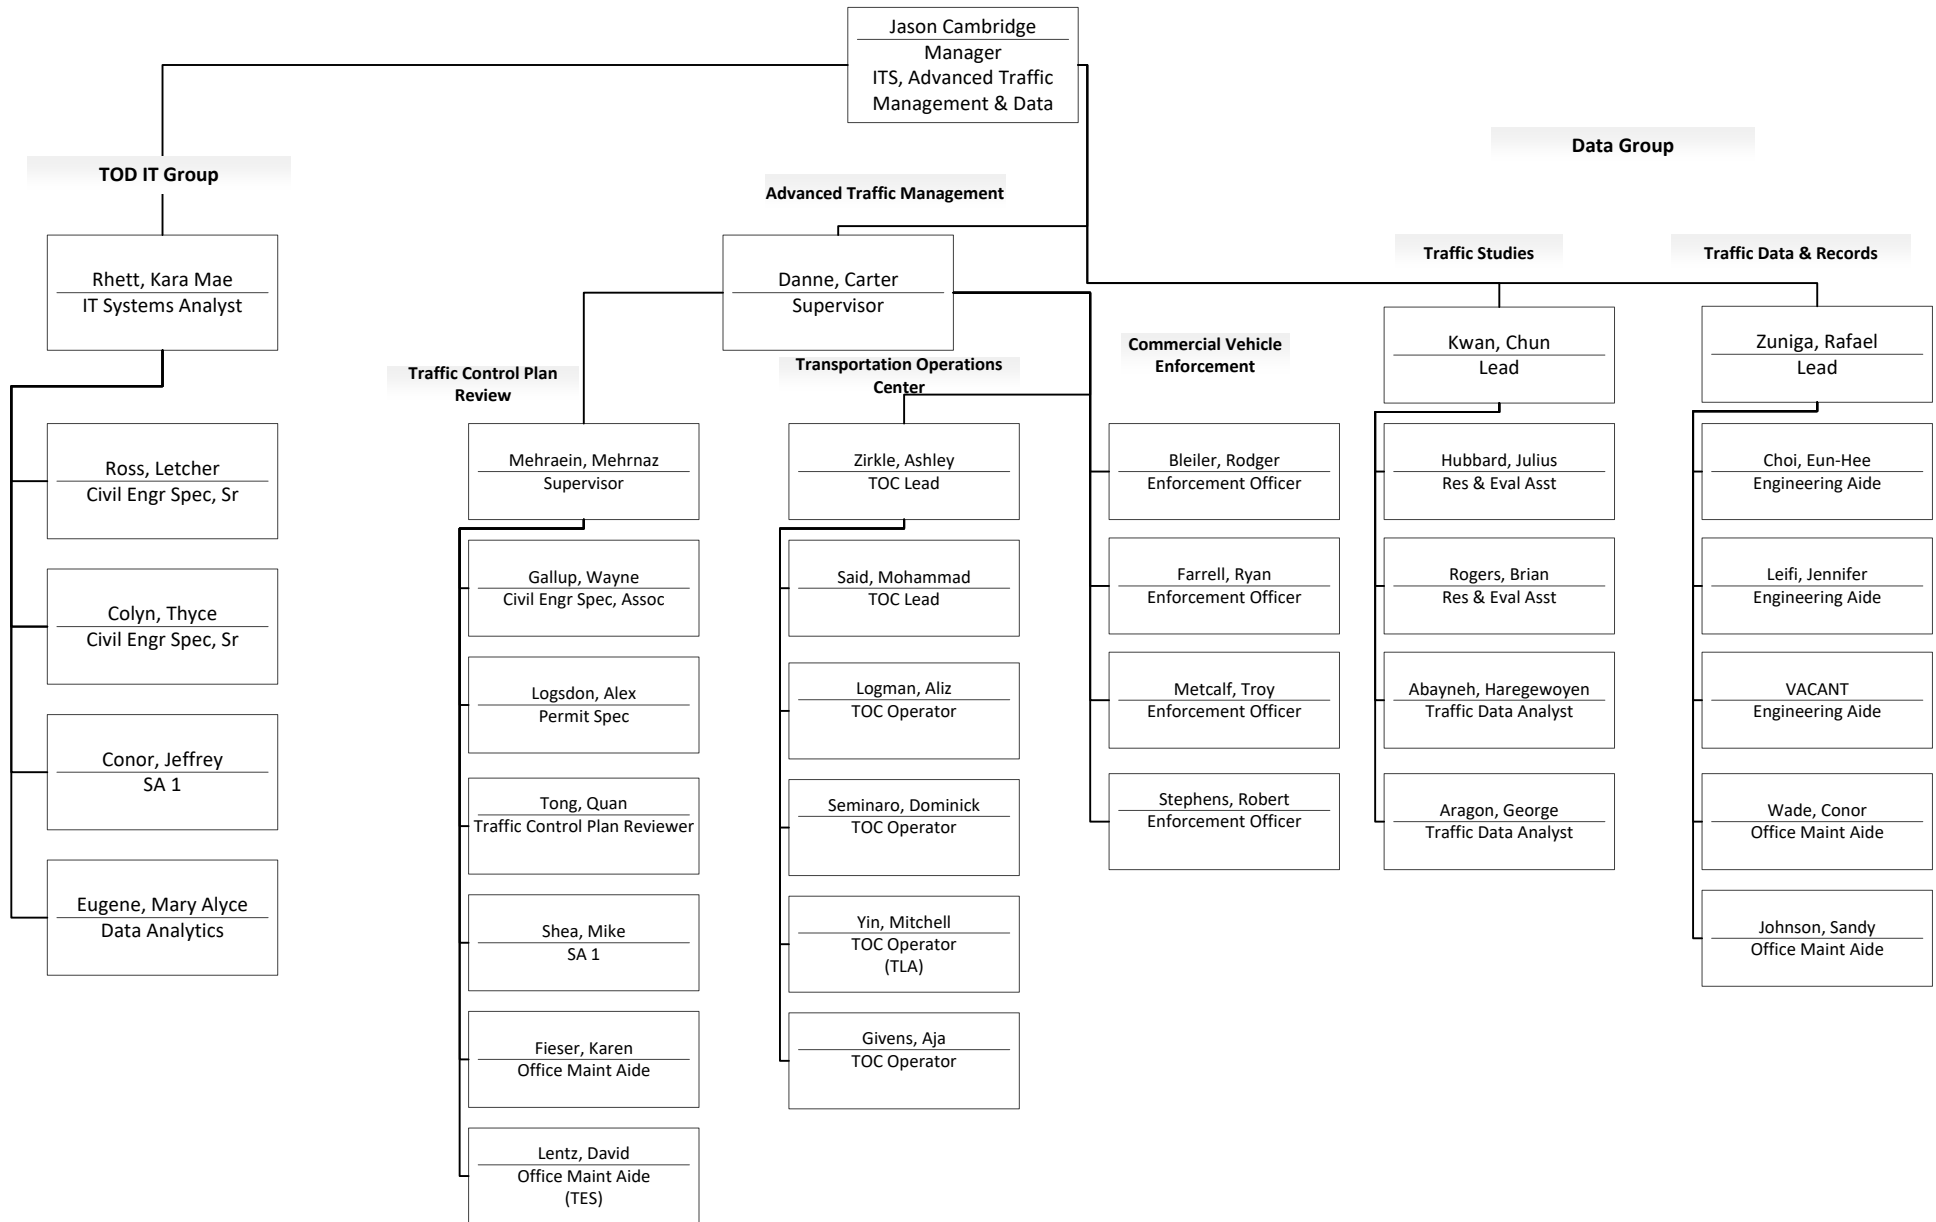 Jason Cambridge
Manager
ITS, Advanced Traffic
Management & Data
Data Group
TOD IT Group
Advanced Traffic Management
Rhett, Kara Mae
IT Systems Analyst
Danne, Carter
Supervisor
Traffic Studies
Traffic Data & Records
Kwan, Chun
Lead
Zuniga, Rafael
Lead
Traffic Control Plan
Review
Transportation Operations
Center
Commercial Vehicle
Enforcement
Ross, Letcher
Civil Engr Spec, Sr
Colyn, Thyce
Civil Engr Spec, Sr
Conor, Jeffrey
SA 1
Eugene, Mary Alyce
Data Analytics
Mehraein, Mehrnaz
Supervisor
Gallup, Wayne
Civil Engr Spec, Assoc
Logsdon, Alex
Permit Spec
Tong, Quan
Traffic Control Plan Reviewer
Shea, Mike
SA 1
Fieser, Karen
Office Maint Aide
Lentz, David
Office Maint Aide
(TES)
Zirkle, Ashley
TOC Lead
Said, Mohammad
TOC Lead
Logman, Aliz
TOC Operator
Seminaro, Dominick
TOC Operator
Yin, Mitchell
TOC Operator
(TLA)
Givens, Aja
TOC Operator
Bleiler, Rodger
Enforcement Officer
Farrell, Ryan
Enforcement Officer
Metcalf, Troy
Enforcement Officer
Stephens, Robert
Enforcement Officer
Hubbard, Julius
Res & Eval Asst
Rogers, Brian
Res & Eval Asst
Abayneh, Haregewoyen
Traffic Data Analyst
Aragon, George
Traffic Data Analyst
Choi, Eun-Hee
Engineering Aide
Leifi, Jennifer
Engineering Aide
VACANT
Engineering Aide
Wade, Conor
Office Maint Aide
Johnson, Sandy
Office Maint Aide